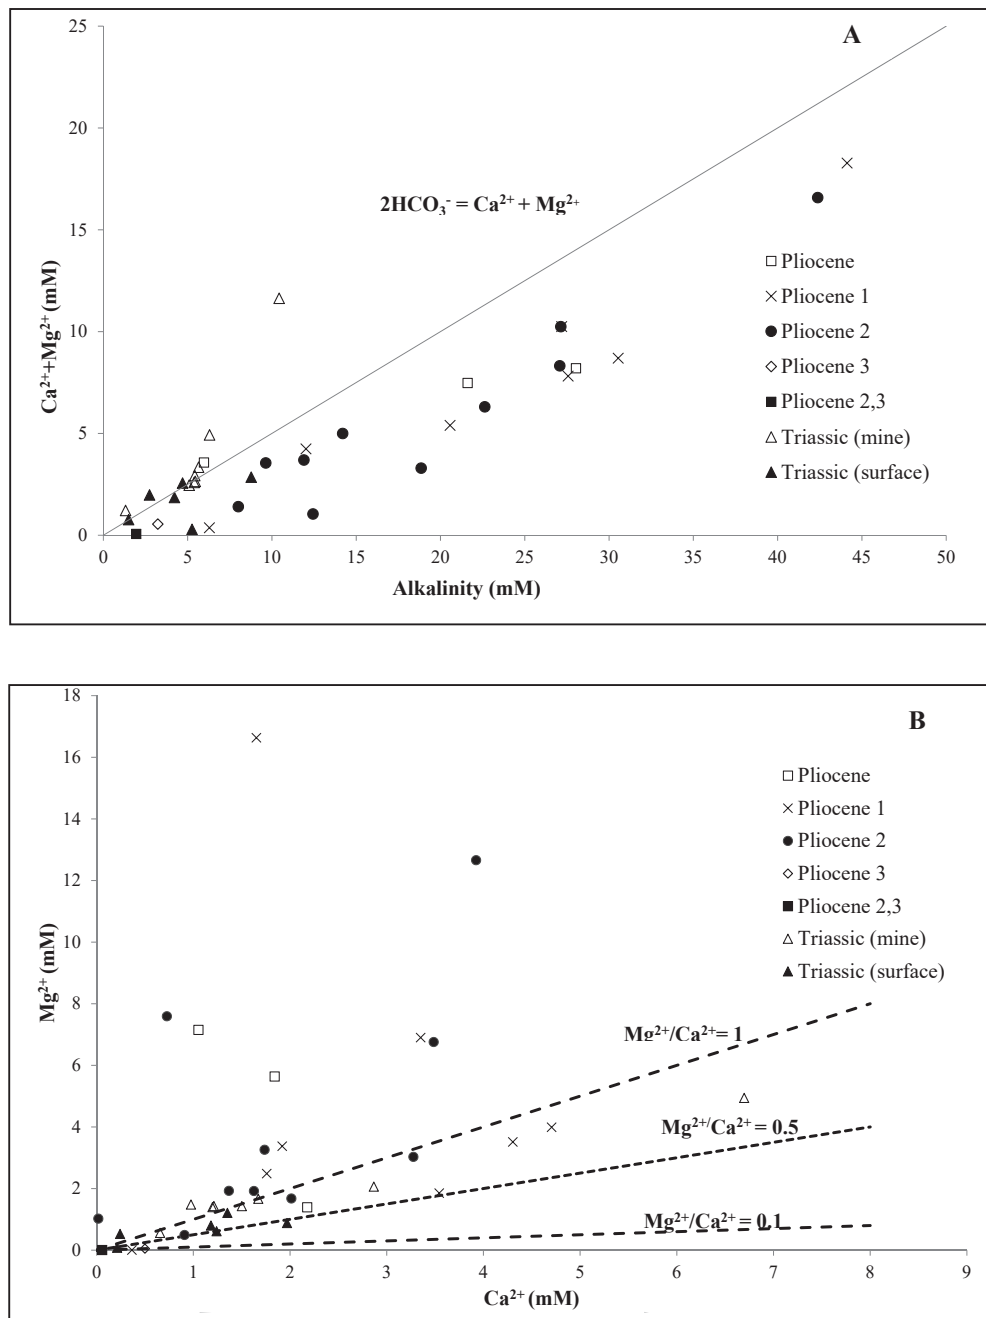 A
25
20
15
10
5
0
Ca²⁺+Mg²⁺ (mM)
2HCO₃⁻ = Ca²⁺ + Mg²⁺
Pliocene
Pliocene 1
Pliocene 2
Pliocene 3
Pliocene 2,3
Triassic (mine)
Triassic (surface)
0 5 10 15 20 25 30 35 40 45 50
Alkalinity (mM)
B
18
16
14
12
10
8
6
4
2
0
Mg²⁺ (mM)
Pliocene
Pliocene 1
Pliocene 2
Pliocene 3
Pliocene 2,3
Triassic (mine)
Triassic (surface)
Mg²⁺/Ca²⁺= 1
Mg²⁺/Ca²⁺ = 0.5
Mg²⁺/Ca²⁺ = 0.1
0 1 2 3 4 5 6 7 8 9
Ca²⁺ (mM)